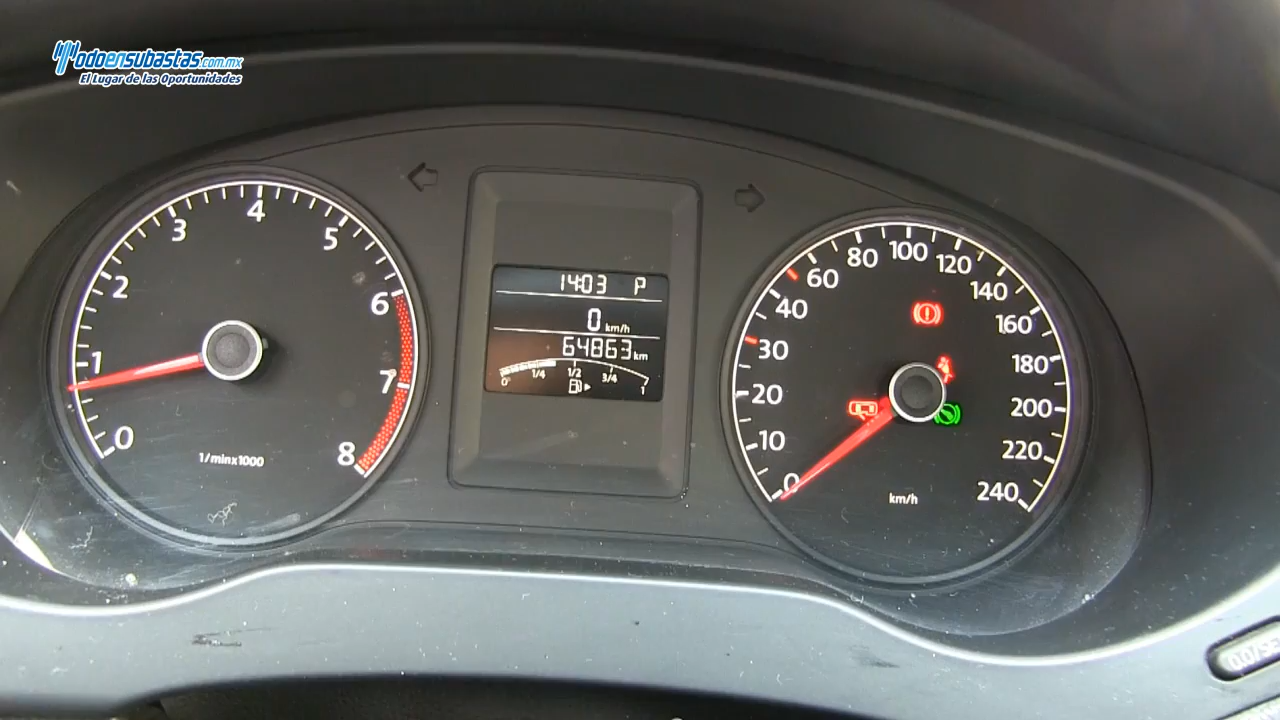 Todoensubastas.com.mx
El Lugar de las Oportunidades
0 1 2 3 4 5 6 7 8
1/minx1000
14:03 P
0 km/h
64863 km
0 1/4 1/2 3/4 1
0 10 20 30 40 60 80 100 120 140 160 180 200 220 240
km/h